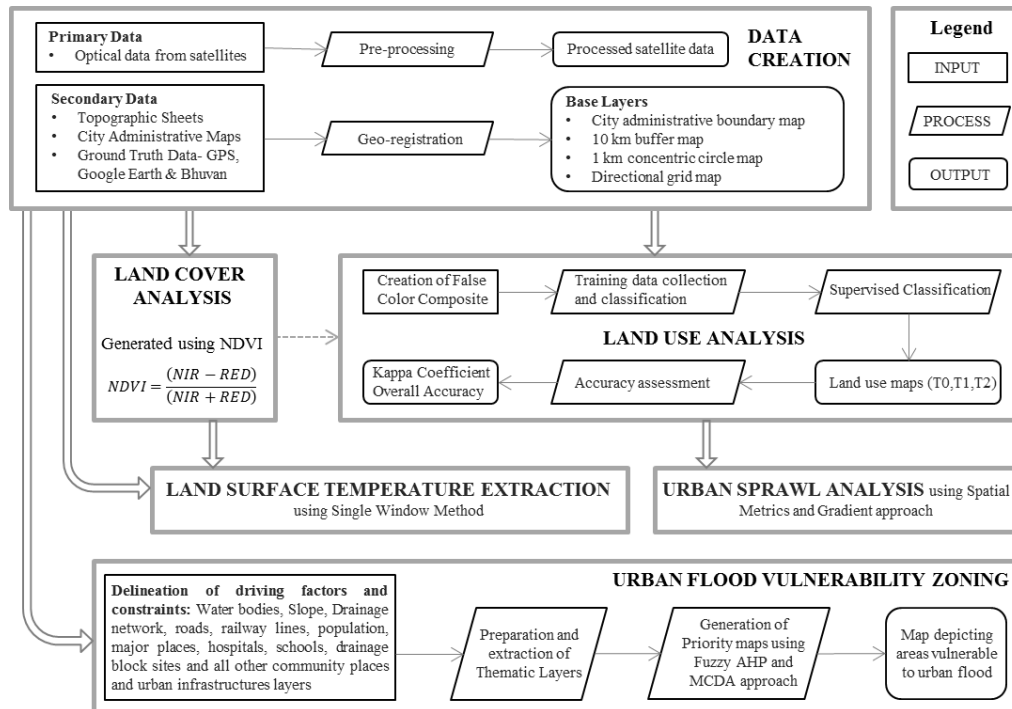 Primary Data
• Optical data from satellites
Pre-processing
Processed satellite data
DATA
CREATION
Secondary Data
• Topographic Sheets
• City Administrative Maps
• Ground Truth Data- GPS,
Google Earth & Bhuvan
Geo-registration
Base Layers
• City administrative boundary map
• 10 km buffer map
• 1 km concentric circle map
• Directional grid map
Legend
INPUT
PROCESS
OUTPUT
LAND COVER
ANALYSIS
Generated using NDVI
NDVI = (NIR − RED) / (NIR + RED)
Creation of False
Color Composite
Training data collection
and classification
Supervised Classification
LAND USE ANALYSIS
Kappa Coefficient
Overall Accuracy
Accuracy assessment
Land use maps (T0,T1,T2)
LAND SURFACE TEMPERATURE EXTRACTION
using Single Window Method
URBAN SPRAWL ANALYSIS using Spatial
Metrics and Gradient approach
URBAN FLOOD VULNERABILITY ZONING
Delineation of driving factors and
constraints: Water bodies, Slope, Drainage
network, roads, railway lines, population,
major places, hospitals, schools, drainage
block sites and all other community places
and urban infrastructures layers
Preparation and
extraction of
Thematic Layers
Generation of
Priority maps using
Fuzzy AHP and
MCDA approach
Map depicting
areas vulnerable
to urban flood